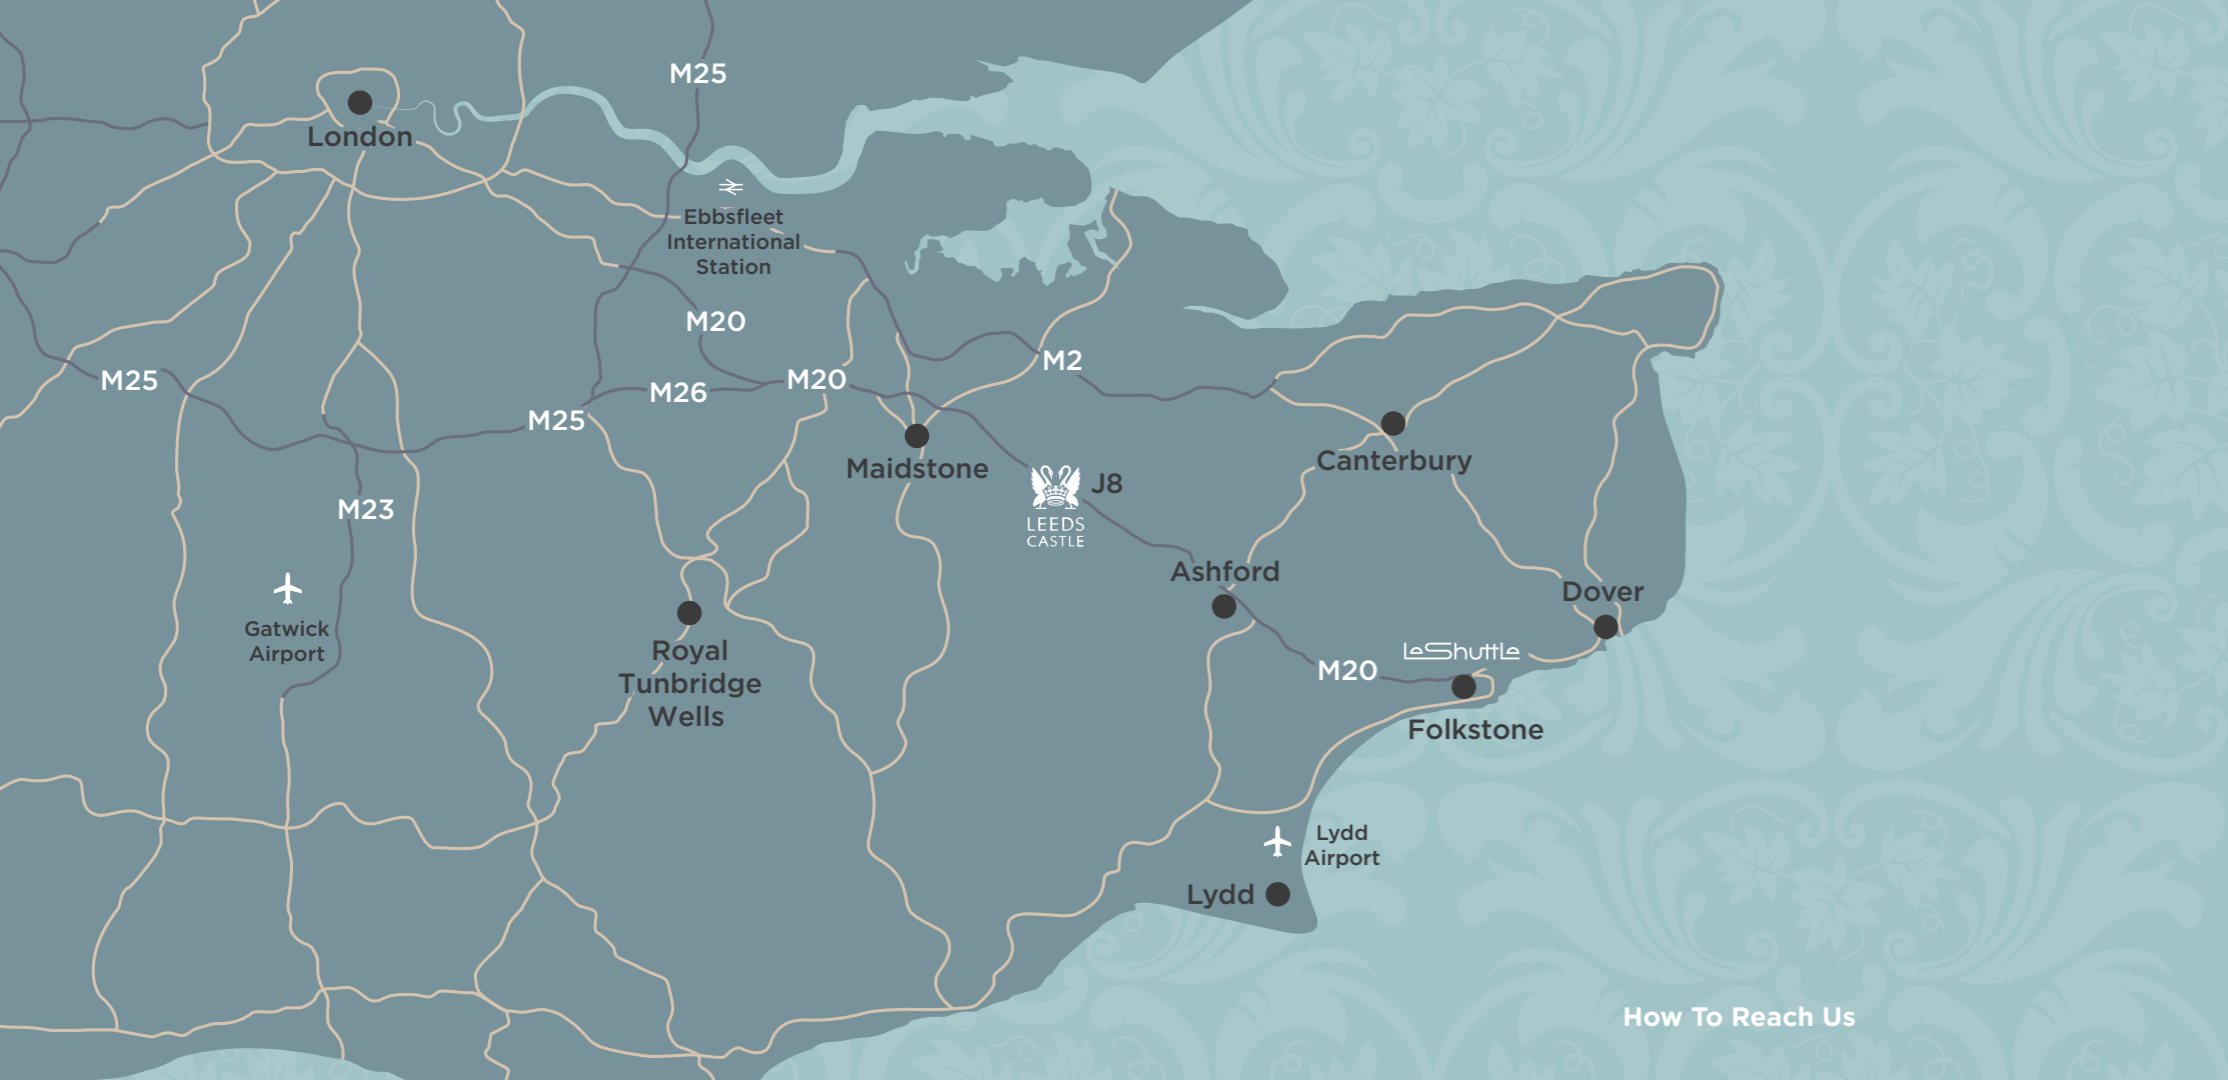 M25
London
Ebbsfleet
International
Station
M20
M2
M25
M26
M20
M25
Canterbury
Maidstone
J8
LEEDS
CASTLE
M23
Ashford
Dover
Gatwick
Airport
Royal
Tunbridge
Wells
LeShuttle
M20
Folkstone
Lydd
Airport
Lydd
How To Reach Us